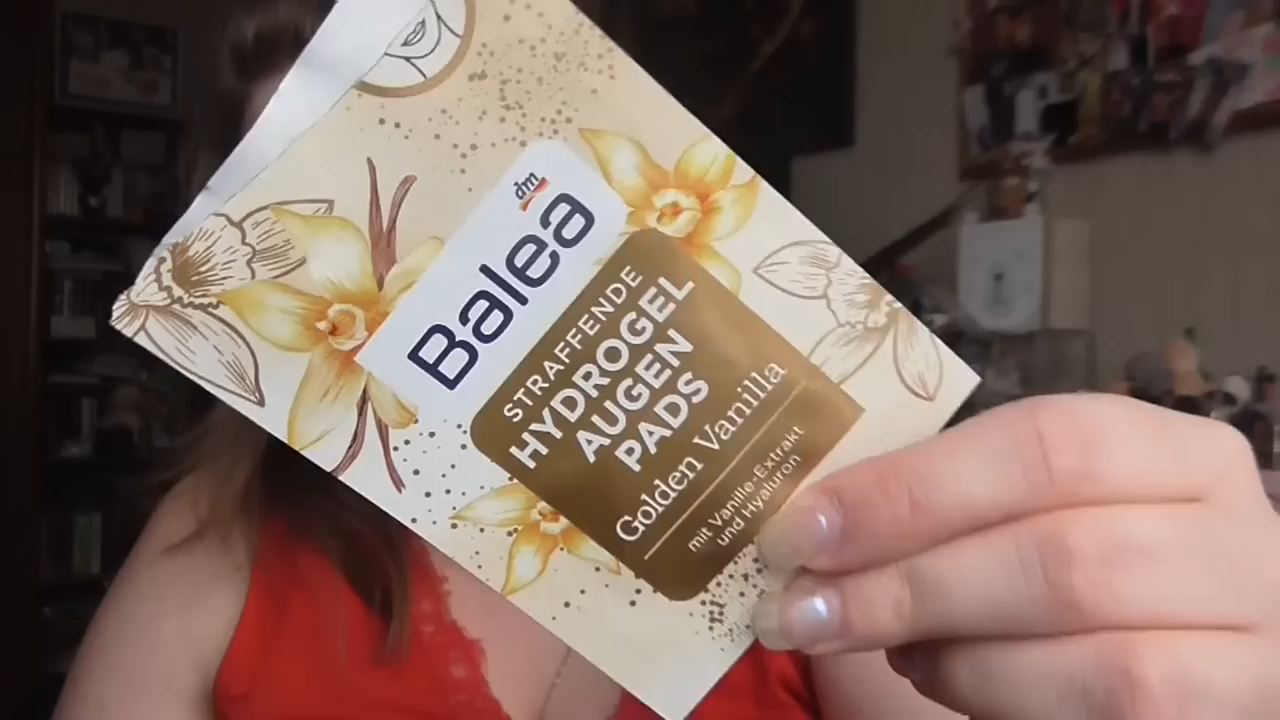 dm
Balea
STRAFFENDE
HYDROGEL
AUGEN
PADS
Golden Vanilla
mit Vanille-Extrakt
und Hyaluron